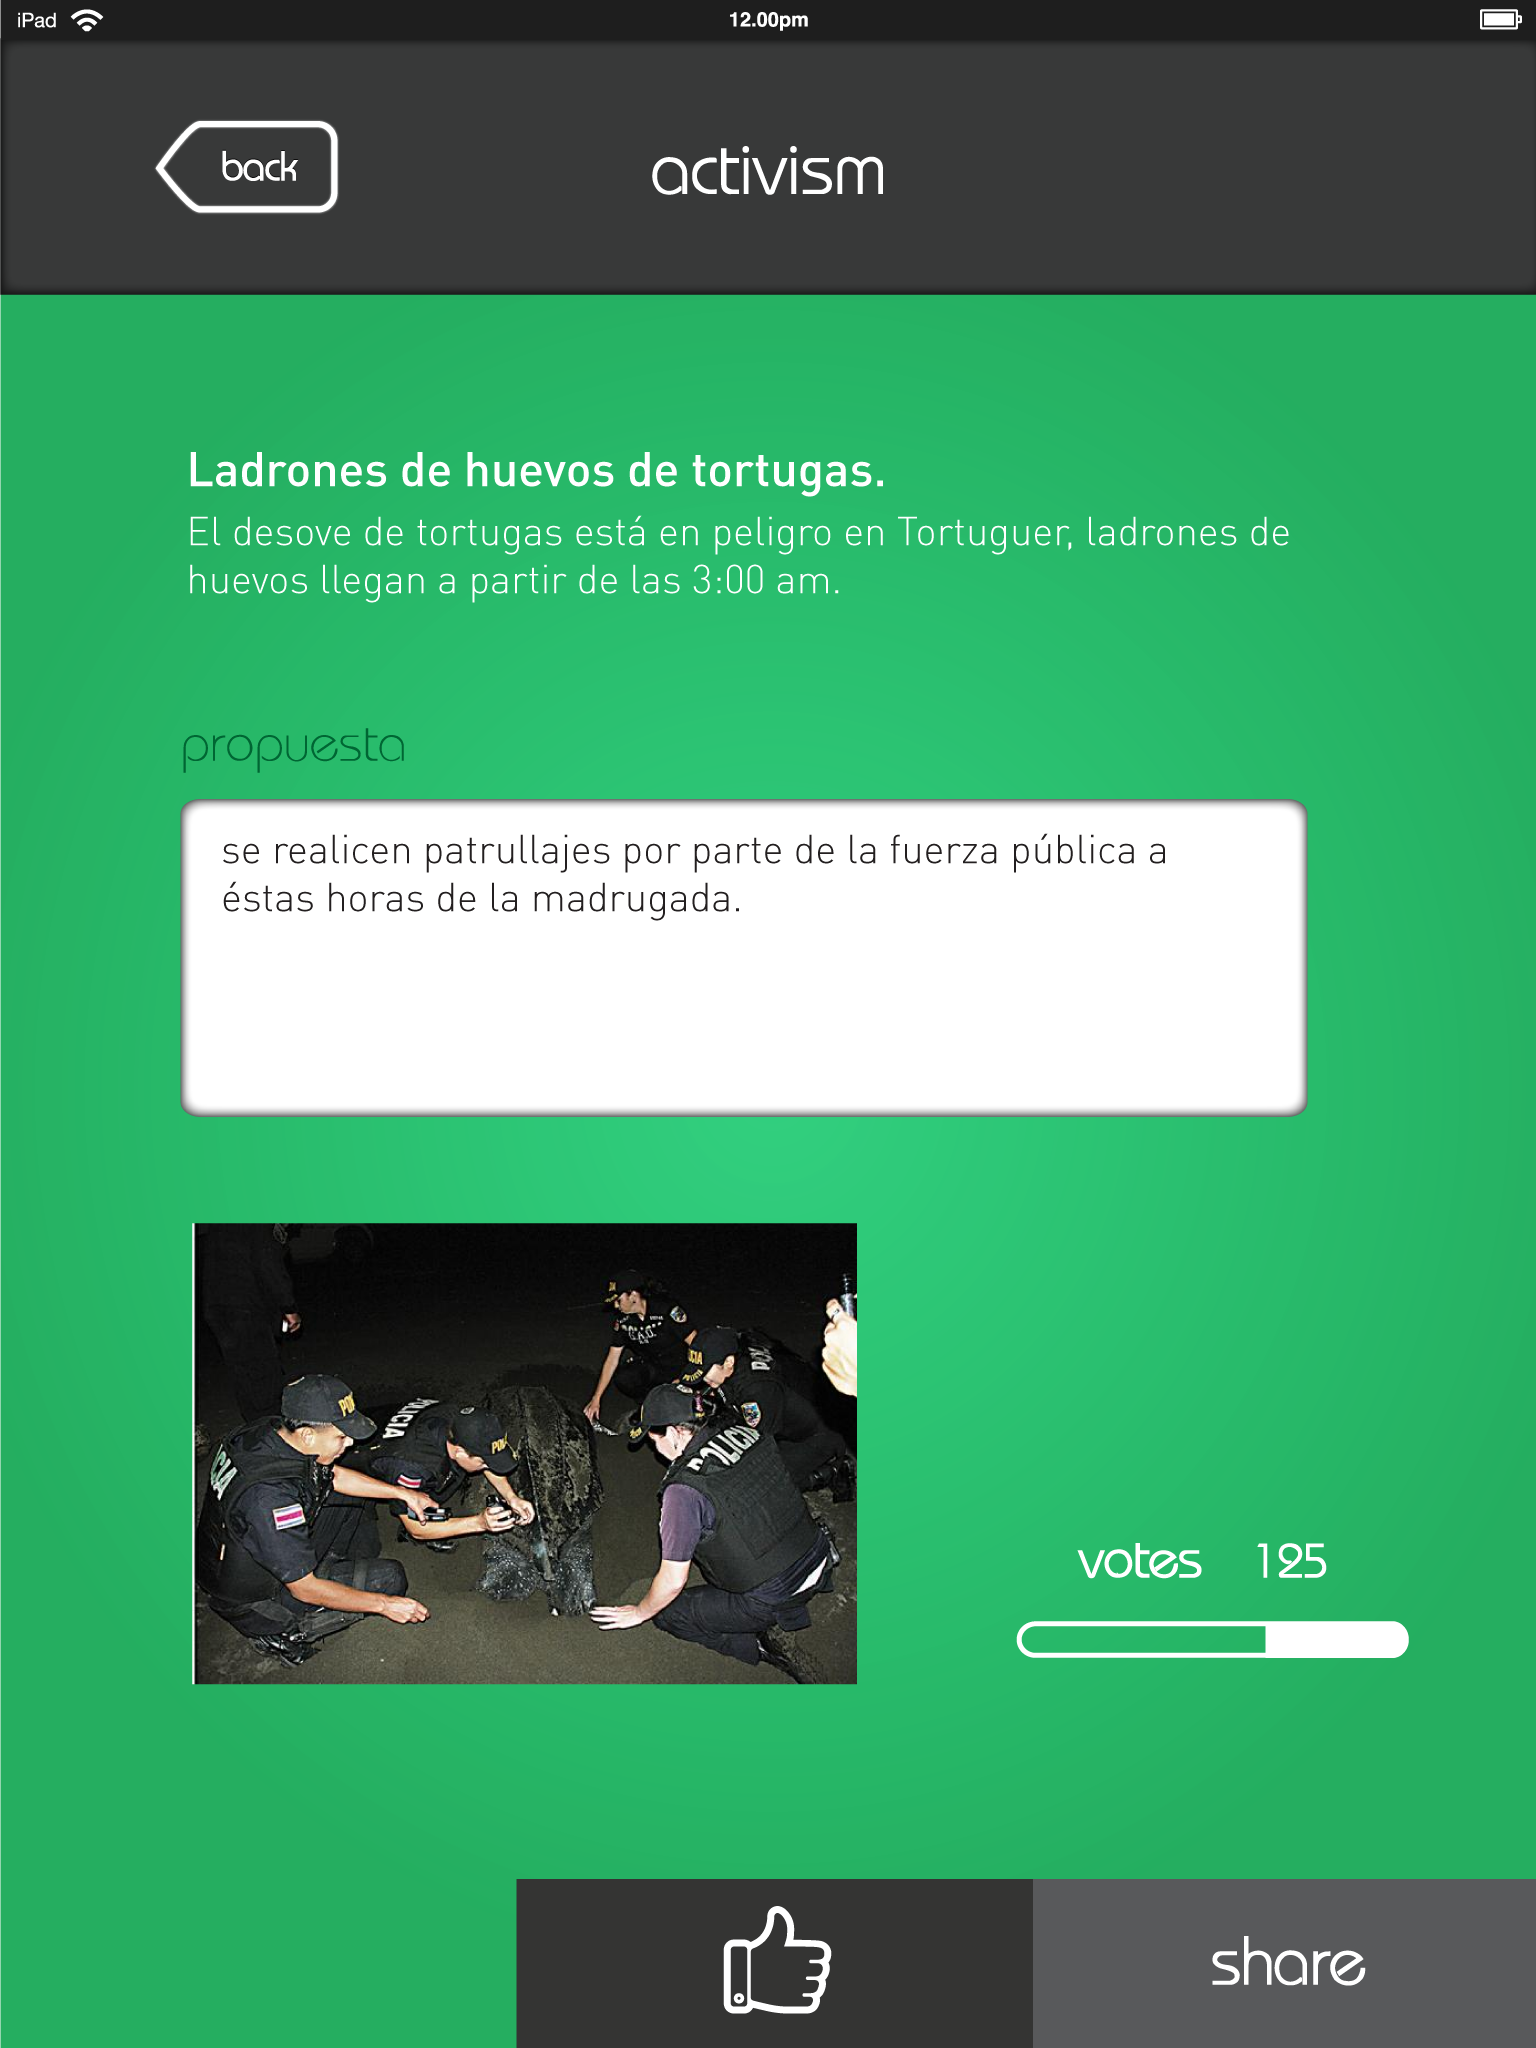 iPad
12.00pm
back
activism
Ladrones de huevos de tortugas.
El desove de tortugas está en peligro en Tortuguer, ladrones de
huevos llegan a partir de las 3:00 am.
propuesta
se realicen patrullajes por parte de la fuerza pública a
éstas horas de la madrugada.
POLICIA
votes 125
share